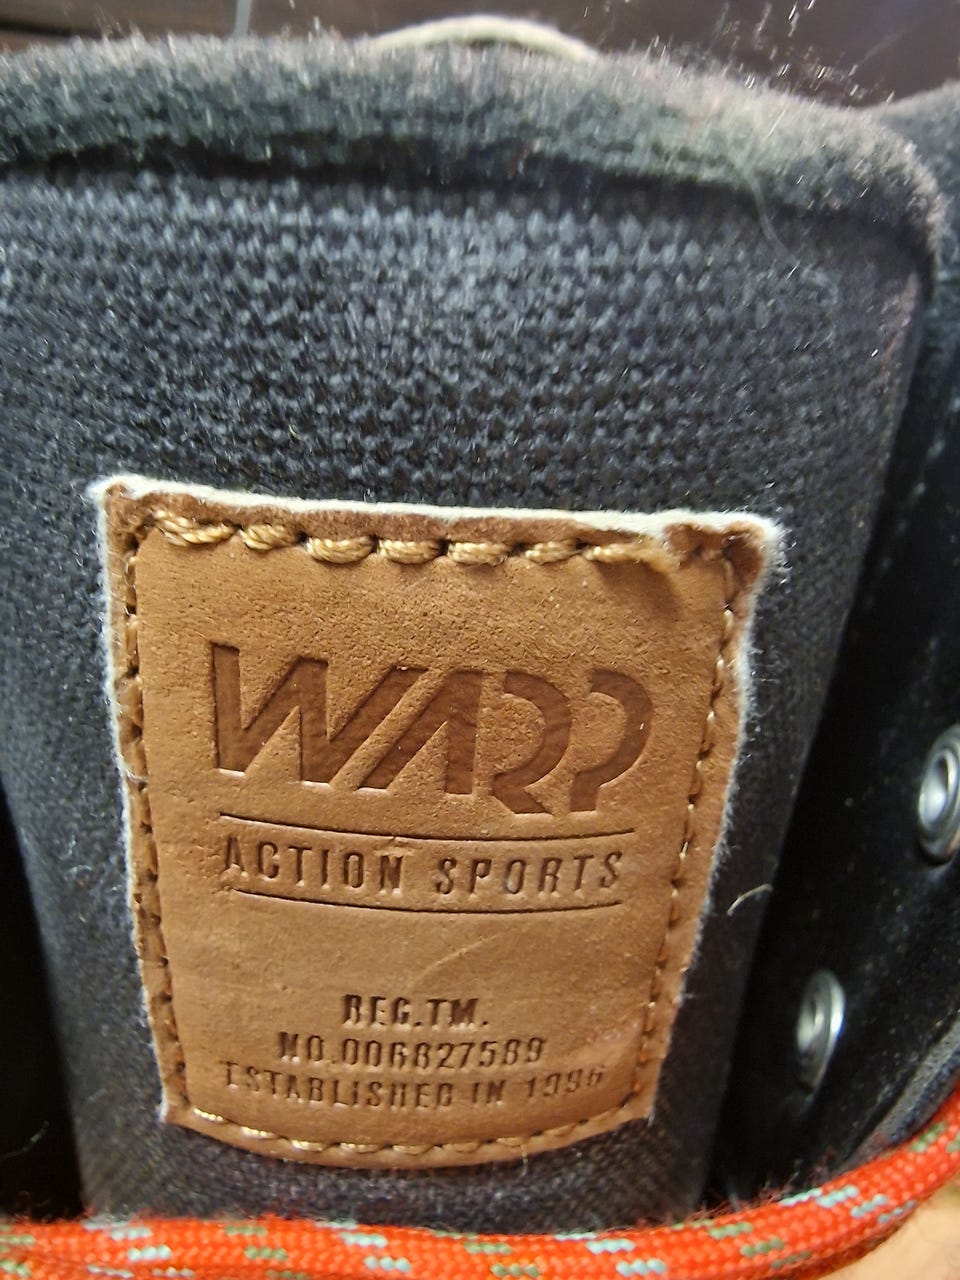 WARP
ACTION SPORTS
REG.TM.
NO.006827589
ESTABLISHED IN 1996